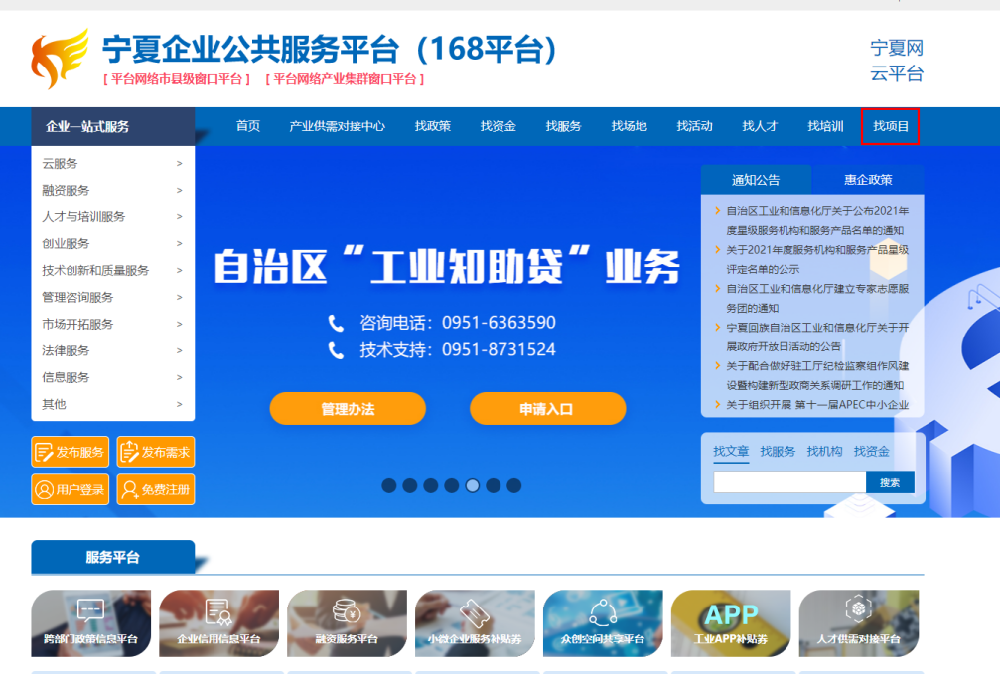 宁夏企业公共服务平台（168平台）
[ 平台网络市县级窗口平台 ] [ 平台网络产业集群窗口平台 ]
宁夏网
云平台
企业一站式服务 首页 产业供需对接中心 找政策 找资金 找服务 找场地 找活动 找人才 找培训 找项目
云服务 >
融资服务 >
人才与培训服务 >
创业服务 >
技术创新和质量服务 >
管理咨询服务 >
市场开拓服务 >
法律服务 >
信息服务 >
其他 >
发布服务 发布需求
用户登录 免费注册
自治区“工业知助贷”业务
咨询电话：0951-6363590
技术支持：0951-8731524
管理办法 申请入口
通知公告 惠企政策
自治区工业和信息化厅关于公布2021年
度星级服务机构和服务产品名单的通知
关于2021年度服务机构和服务产品星级
评定名单的公示
自治区工业和信息化厅建立专家志愿服
务团的通知
宁夏回族自治区工业和信息化厅关于开
展政府开放日活动的公告
关于配合做好驻工厅纪检监察组作风建
设暨构建新型政商关系调研工作的通知
关于组织开展 第十一届APEC中小企业
找文章 找服务 找机构 找资金
搜索
服务平台
跨部门政策信息平台 企业信用信息平台 融资服务平台 小微企业服务补贴券 众创空间共享平台 APP 工业APP补贴券 人才供需对接平台